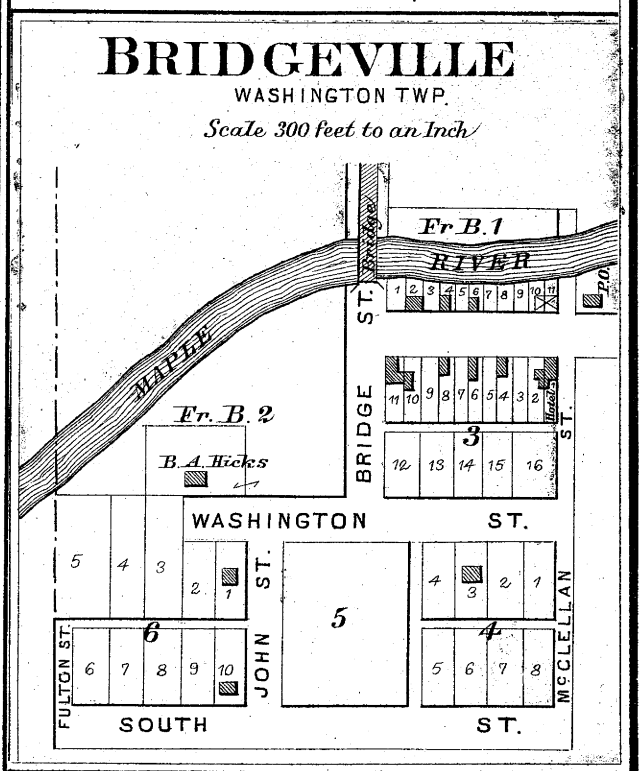 BRIDGEVILLE
WASHINGTON TWP.
Scale 300 feet to an Inch
Bridge
Fr B. 1
RIVER
P.O.
1 2 3 4 5 6 7 8 9 10 11
MAPLE
BRIDGE ST.
11 10 9 8 7 6 5 4 3 2
Hotel
ST.
3
Fr. B. 2
B. A. Hicks
12 13 14 15 16
WASHINGTON ST.
5 4 3 2 1
JOHN ST.
5
4 3 2 1
McCLELLAN
6
4
FULTON ST.
6 7 8 9 10
5 6 7 8
SOUTH ST.